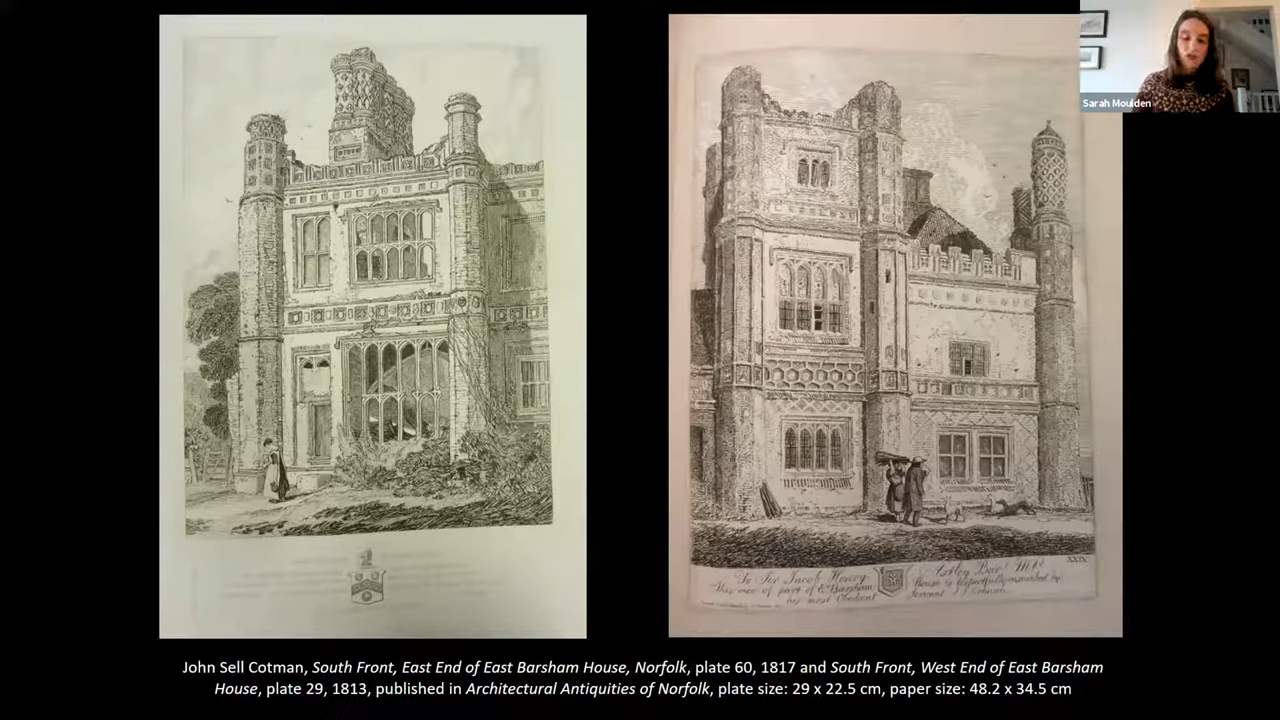 Sarah Moulden
To Sir Jacob Henry Astley Bart M.P.
This view of part of Et. Barsham House is respectfully inscribed by
his most Obedient Servant J S Cotman
John Sell Cotman, South Front, East End of East Barsham House, Norfolk, plate 60, 1817 and South Front, West End of East Barsham
House, plate 29, 1813, published in Architectural Antiquities of Norfolk, plate size: 29 x 22.5 cm, paper size: 48.2 x 34.5 cm